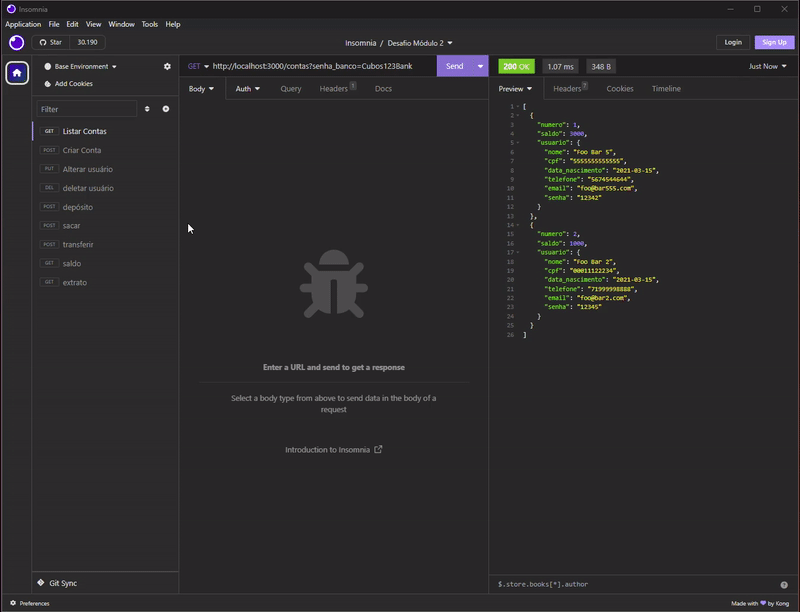 Insomnia
Application File Edit View Window Tools Help
Star 30.190
Insomnia / Desafio Módulo 2
Login Sign Up
Base Environment
Add Cookies
Filter
GET Listar Contas
POST Criar Conta
PUT Alterar usuário
DEL deletar usuário
POST depósito
POST sacar
POST transferir
GET saldo
GET extrato
Git Sync
GET http://localhost:3000/contas?senha_banco=Cubos123Bank Send
Body Auth Query Headers 1 Docs
Enter a URL and send to get a response
Select a body type from above to send data in the body of a
request
Introduction to Insomnia
200 OK 1.07 ms 348 B Just Now
Preview Headers 7 Cookies Timeline
1 [
2 {
3 "numero": 1,
4 "saldo": 3000,
5 "usuario": {
6 "nome": "Foo Bar 5",
7 "cpf": "5555555555555",
8 "data_nascimento": "2021-03-15",
9 "telefone": "5674544644",
10 "email": "foo@bar555.com",
11 "senha": "12342"
12 }
13 },
14 {
15 "numero": 2,
16 "saldo": 1000,
17 "usuario": {
18 "nome": "Foo Bar 2",
19 "cpf": "00011122234",
20 "data_nascimento": "2021-03-15",
21 "telefone": "71999998888",
22 "email": "foo@bar2.com",
23 "senha": "12345"
24 }
25 }
26 ]
$.store.books[*].author
Preferences
Made with 💜 by Kong